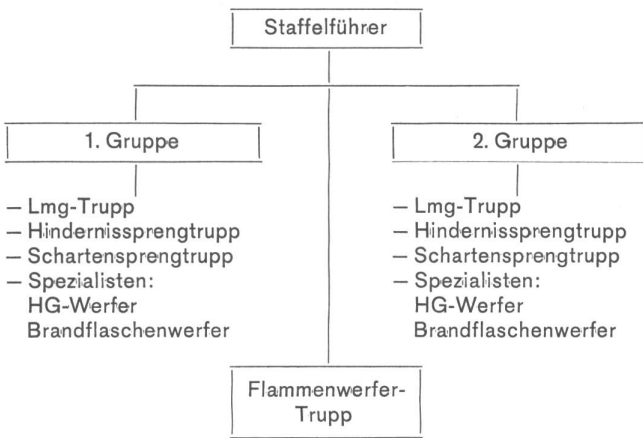 Staffelführer
1. Gruppe
— Lmg-Trupp
— Hindernissprengtrupp
— Schartensprengtrupp
— Spezialisten:
HG-Werfer
Brandflaschenwerfer
2. Gruppe
— Lmg-Trupp
— Hindernissprengtrupp
— Schartensprengtrupp
— Spezialisten:
HG-Werfer
Brandflaschenwerfer
Flammenwerfer-
Trupp